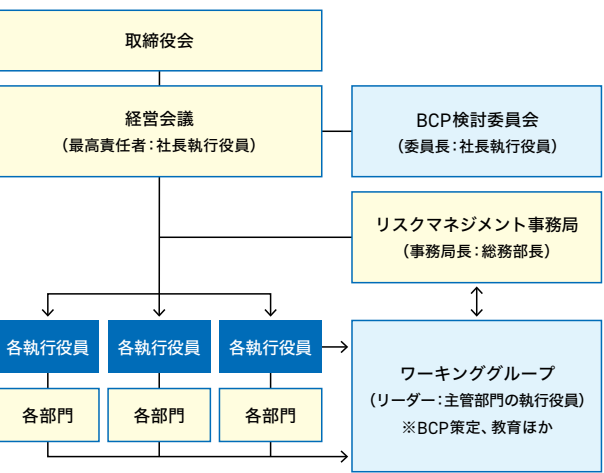 取締役会
経営会議
（最高責任者：社長執行役員）
BCP検討委員会
（委員長：社長執行役員）
リスクマネジメント事務局
（事務局長：総務部長）
各執行役員
各執行役員
各執行役員
各部門
各部門
各部門
ワーキンググループ
（リーダー：主管部門の執行役員）
※BCP策定、教育ほか